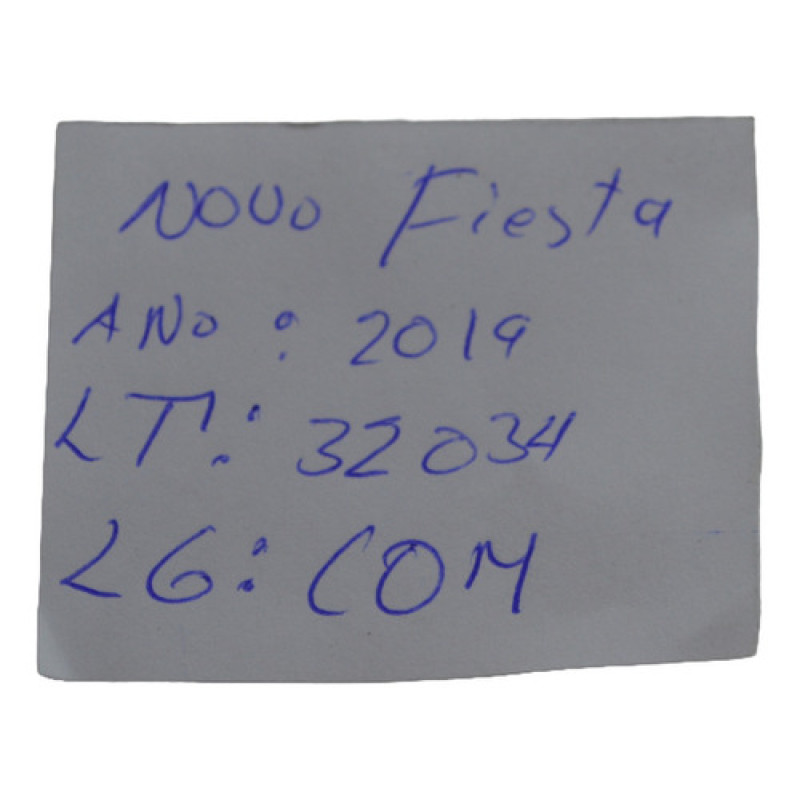 Novo Fiesta
ANO: 2019
LT: 32034
LG: COM